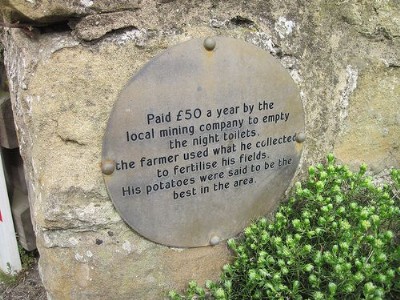 Paid £50 a year by the
local mining company to empty
the night toilets,
the farmer used what he collected
to fertilise his fields.
His potatoes were said to be the
best in the area.